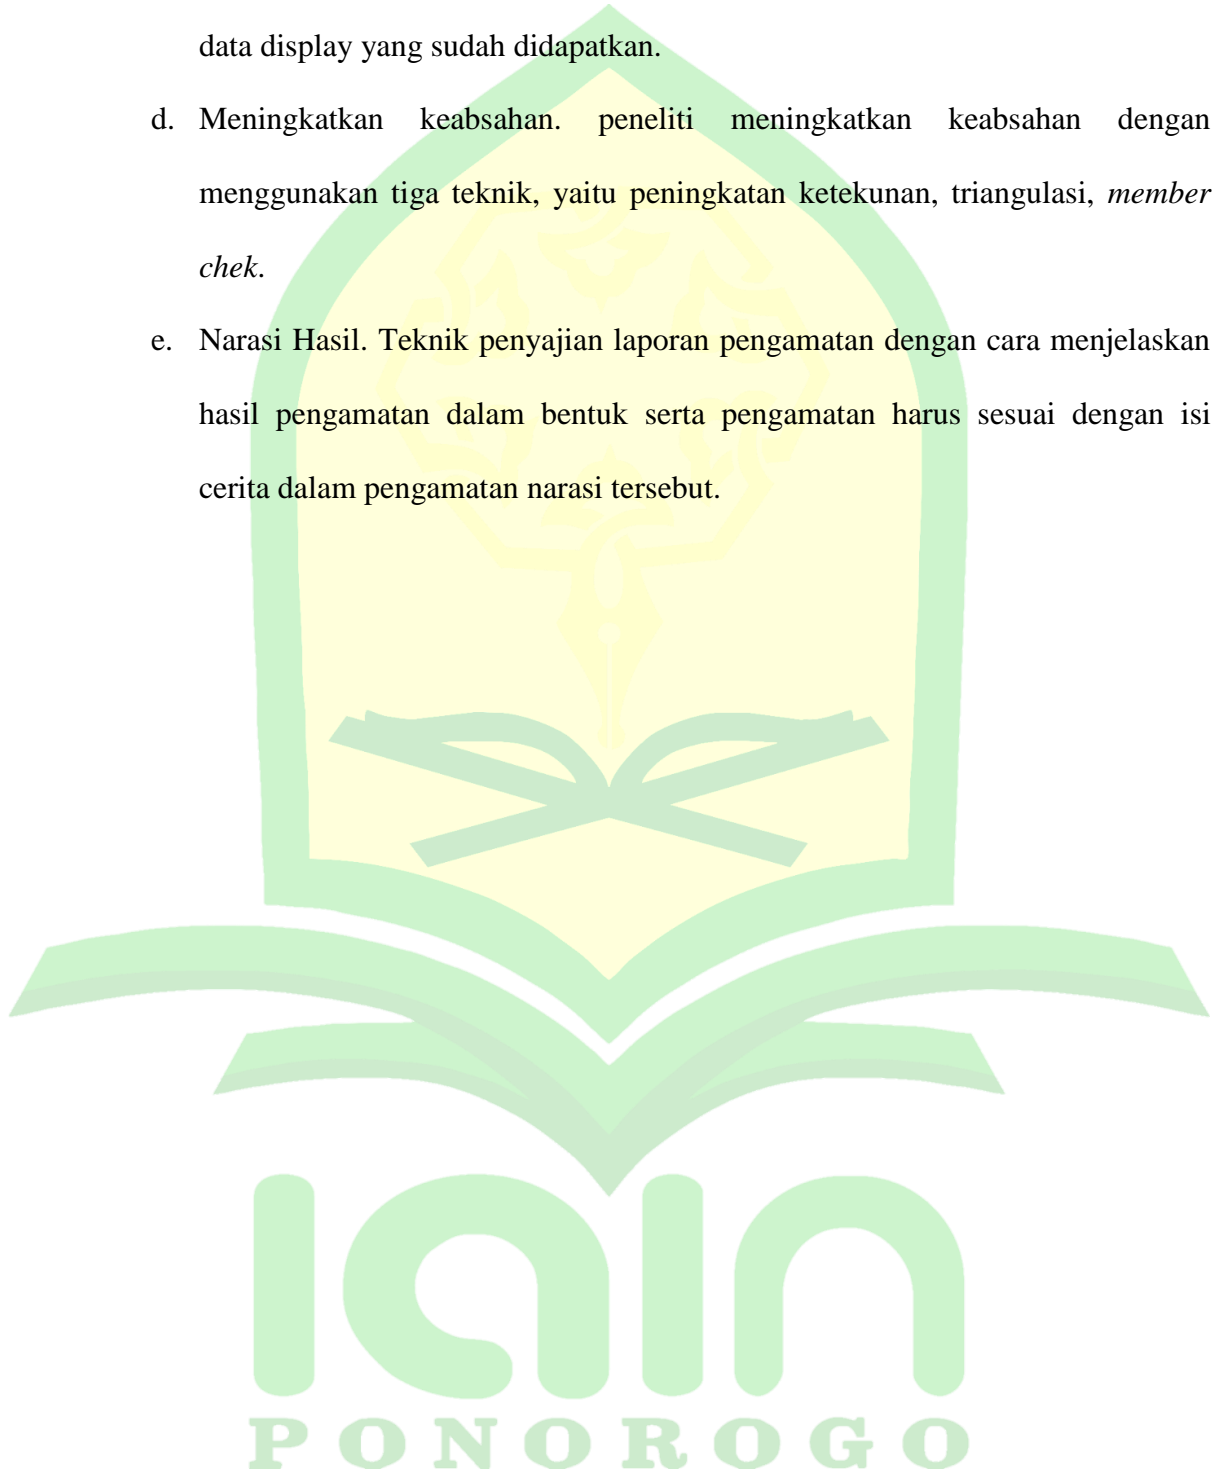 data display yang sudah didapatkan.
d. Meningkatkan keabsahan. peneliti meningkatkan keabsahan dengan
menggunakan tiga teknik, yaitu peningkatan ketekunan, triangulasi, member
chek.
e. Narasi Hasil. Teknik penyajian laporan pengamatan dengan cara menjelaskan
hasil pengamatan dalam bentuk serta pengamatan harus sesuai dengan isi
cerita dalam pengamatan narasi tersebut.
iain
PONOROGO